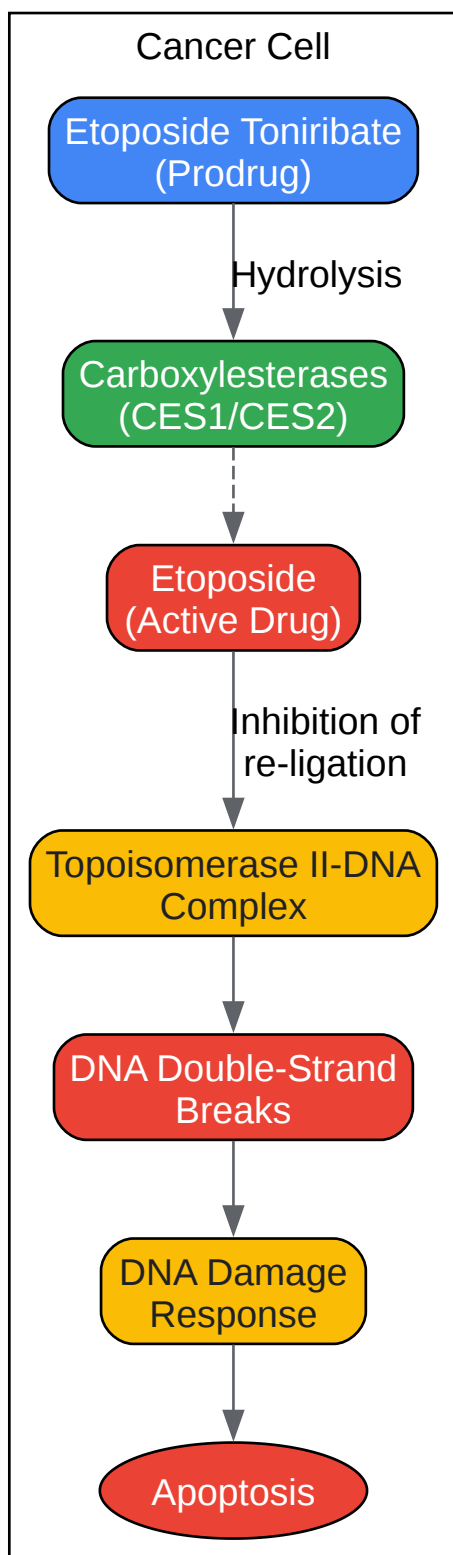 Cancer Cell
Etoposide Toniribate
(Prodrug)
Hydrolysis
Carboxylesterases
(CES1/CES2)
Etoposide
(Active Drug)
Inhibition of
re-ligation
Topoisomerase II-DNA
Complex
DNA Double-Strand
Breaks
DNA Damage
Response
Apoptosis